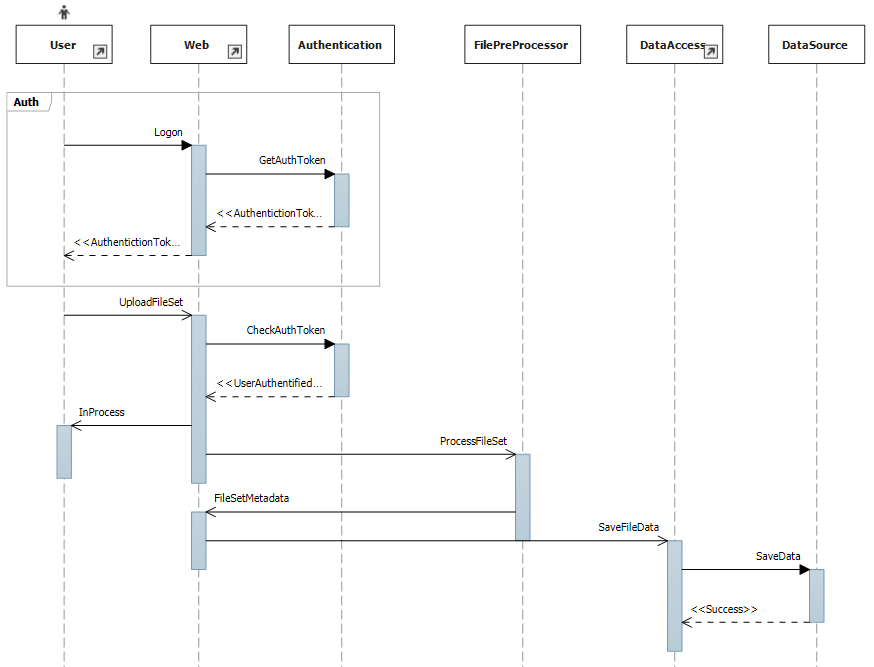 User
Web
Authentication
FilePreProcessor
DataAccess
DataSource
Auth
Logon
GetAuthToken
<<AuthentictionTok...
<<AuthentictionTok...
UploadFileSet
CheckAuthToken
<<UserAuthentified...
InProcess
ProcessFileSet
FileSetMetadata
SaveFileData
SaveData
<<Success>>